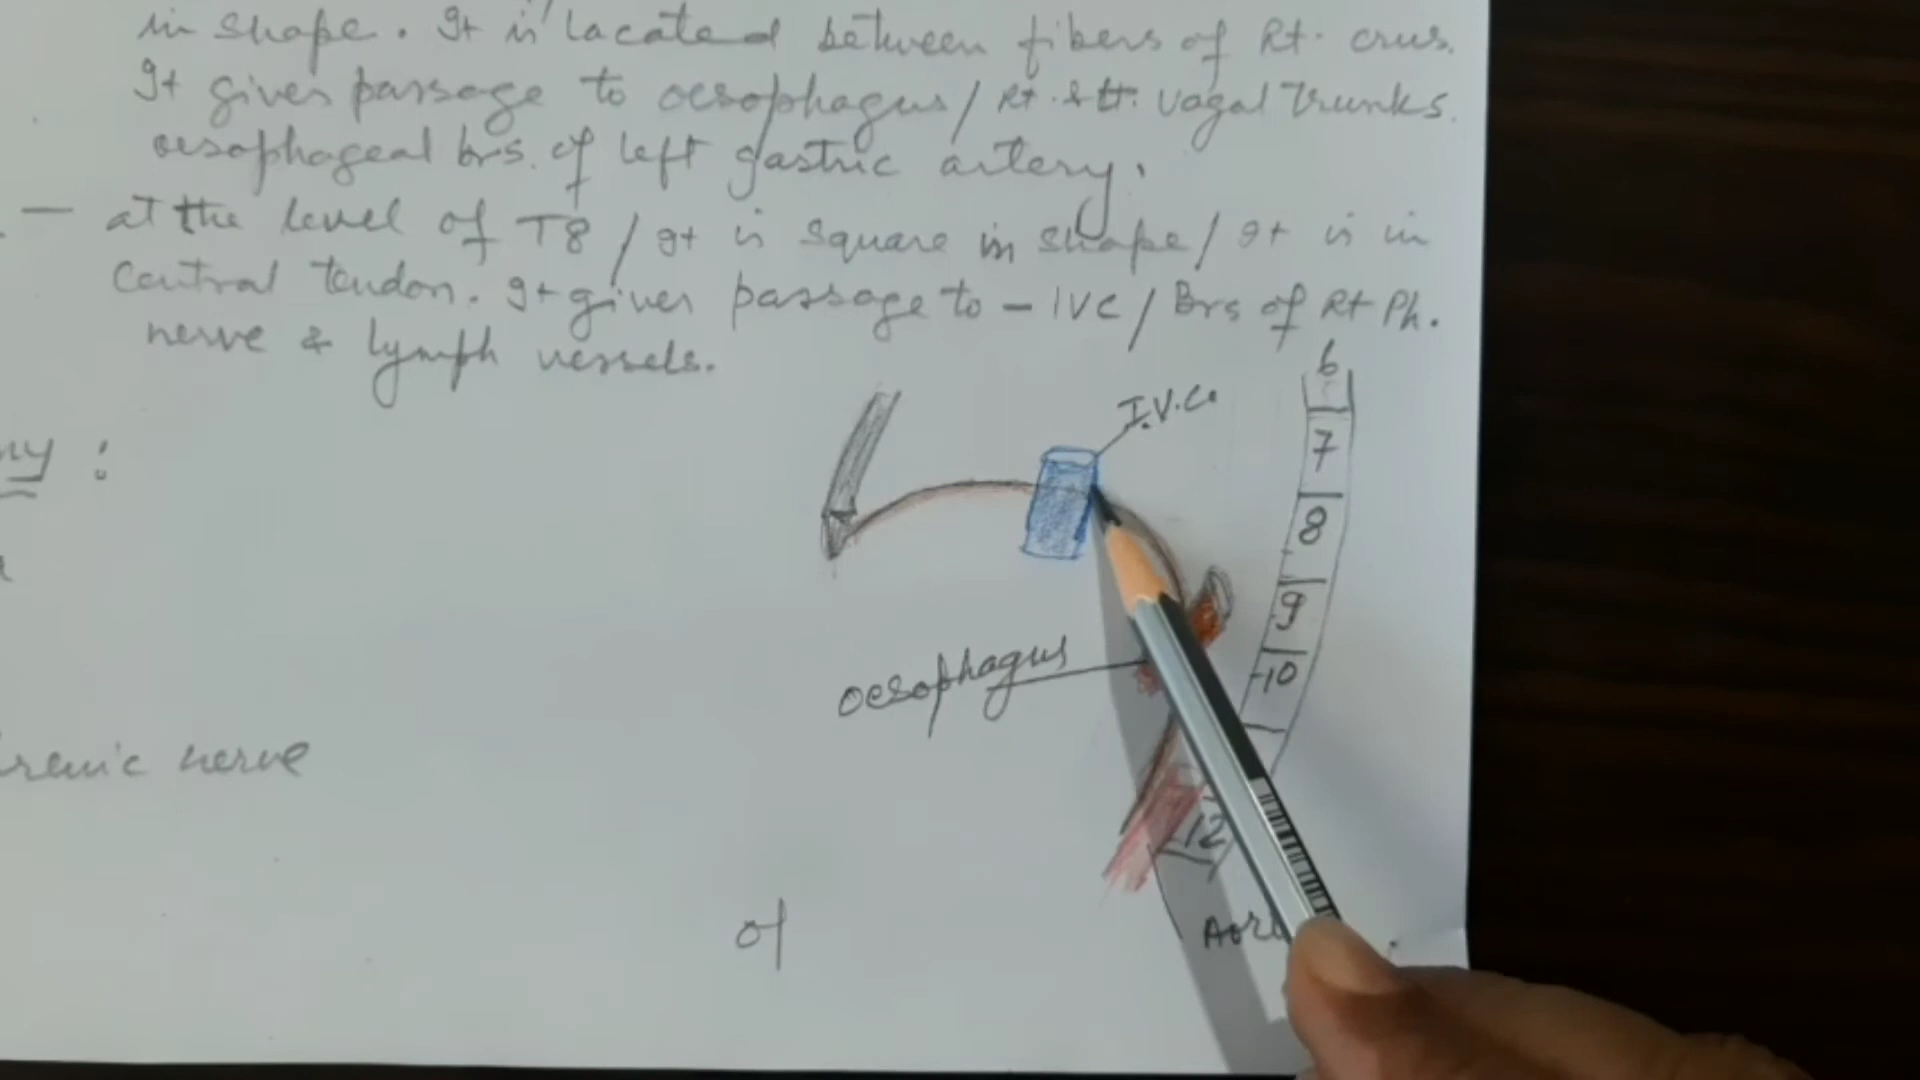 in shape. It is lacated between fibers of Rt. crus.
It gives passage to oesophagus / Rt. & Lt. vagal Trunks.
oesophageal brs. of left gastric artery.
— at the level of T8 / It is square in shape / It is in
Central tendon. It gives passage to – IVC / Brs of Rt Ph.
nerve & lymph vessels.
6
I.V.C.
7
:
8
9
oesophagus
10
nerve
12
of